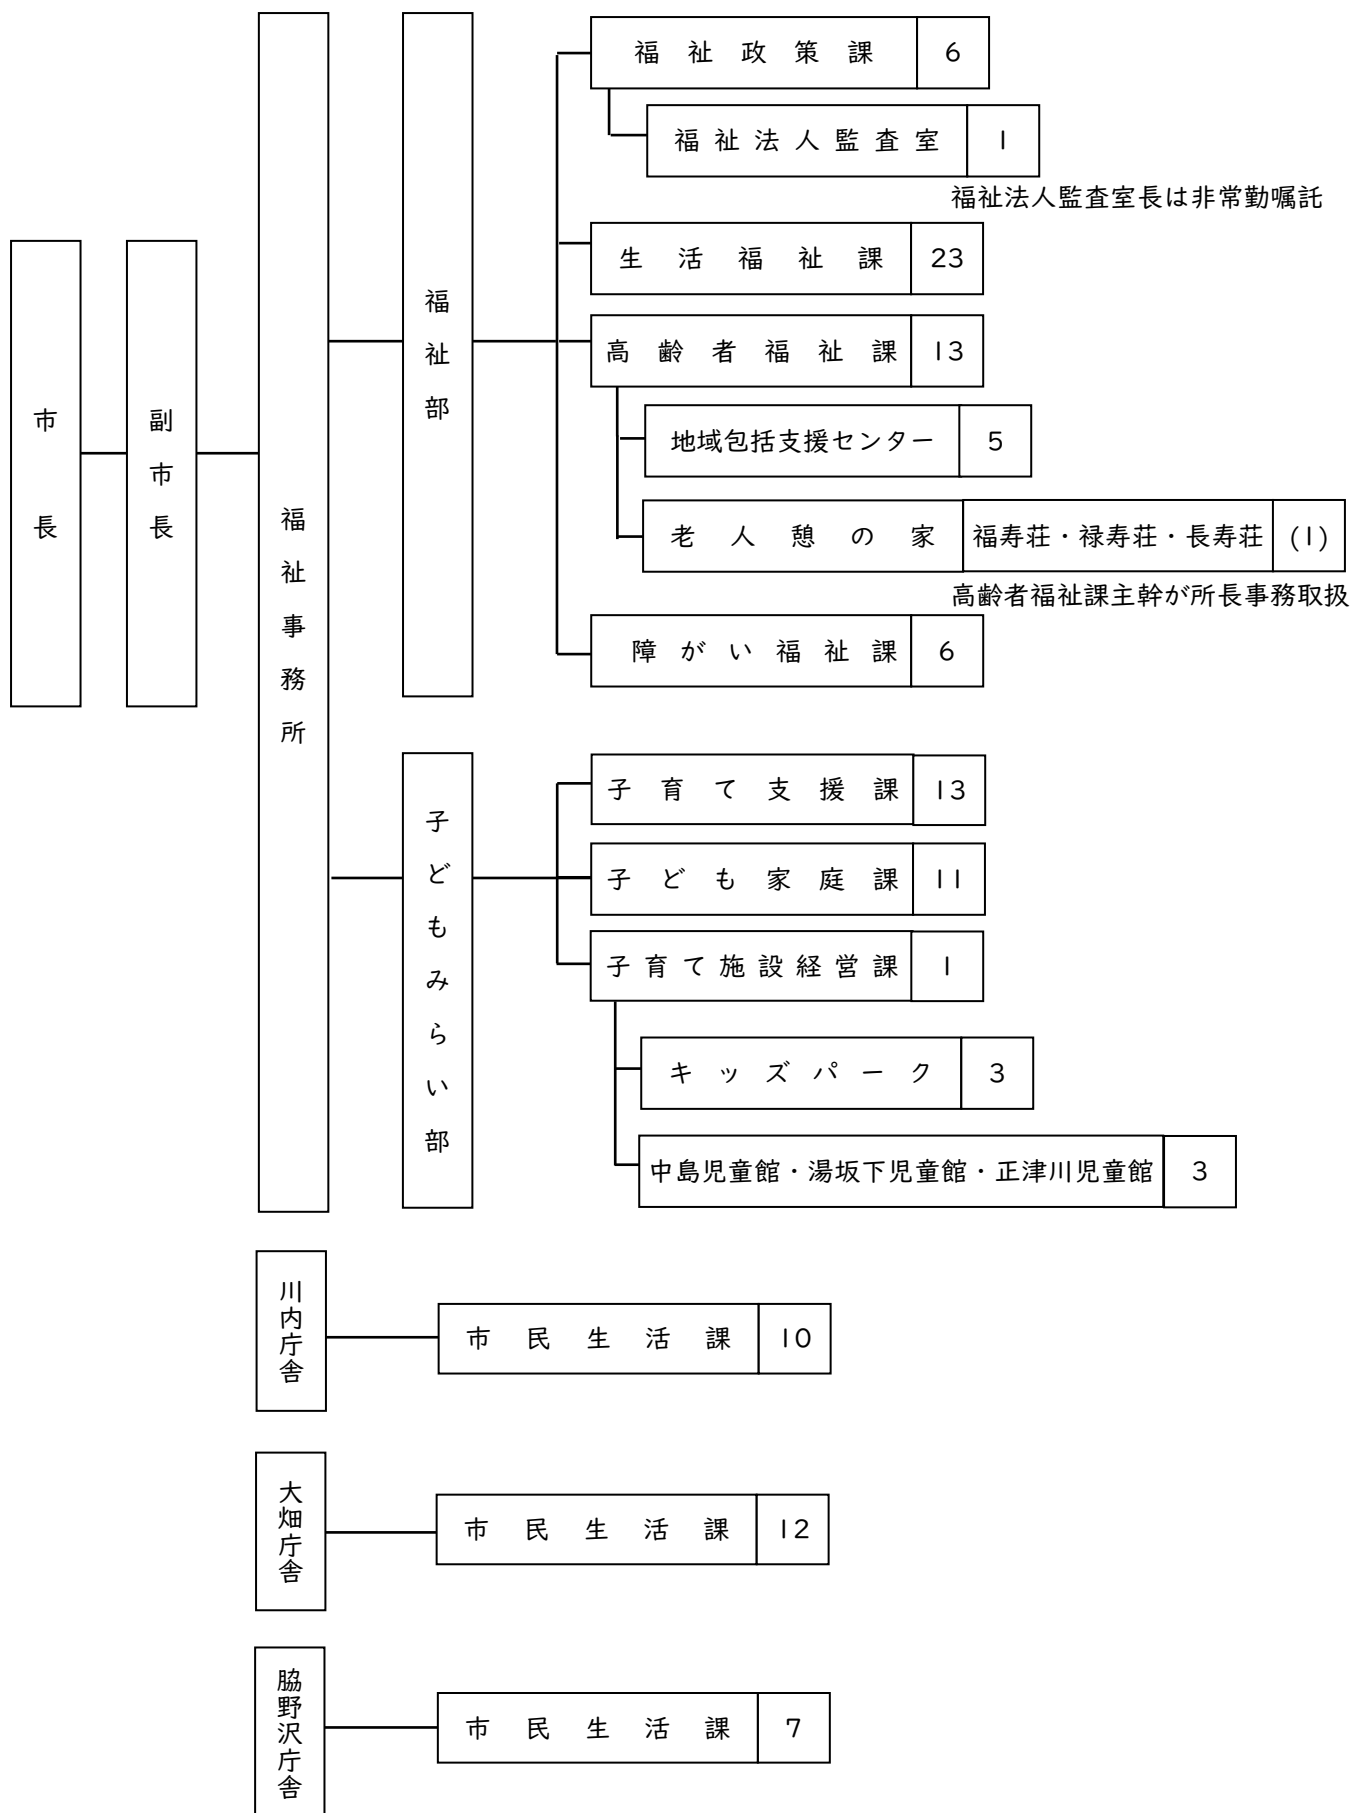 市長
副市長
福祉事務所
福祉部
福祉政策課 6
福祉法人監査室 1
福祉法人監査室長は非常勤嘱託
生活福祉課 23
高齢者福祉課 13
地域包括支援センター 5
老人憩の家 福寿荘・禄寿荘・長寿荘 (1)
高齢者福祉課主幹が所長事務取扱
障がい福祉課 6
子どもみらい部
子育て支援課 13
子ども家庭課 11
子育て施設経営課 1
キッズパーク 3
中島児童館・湯坂下児童館・正津川児童館 3
川内庁舎
市民生活課 10
大畑庁舎
市民生活課 12
脇野沢庁舎
市民生活課 7